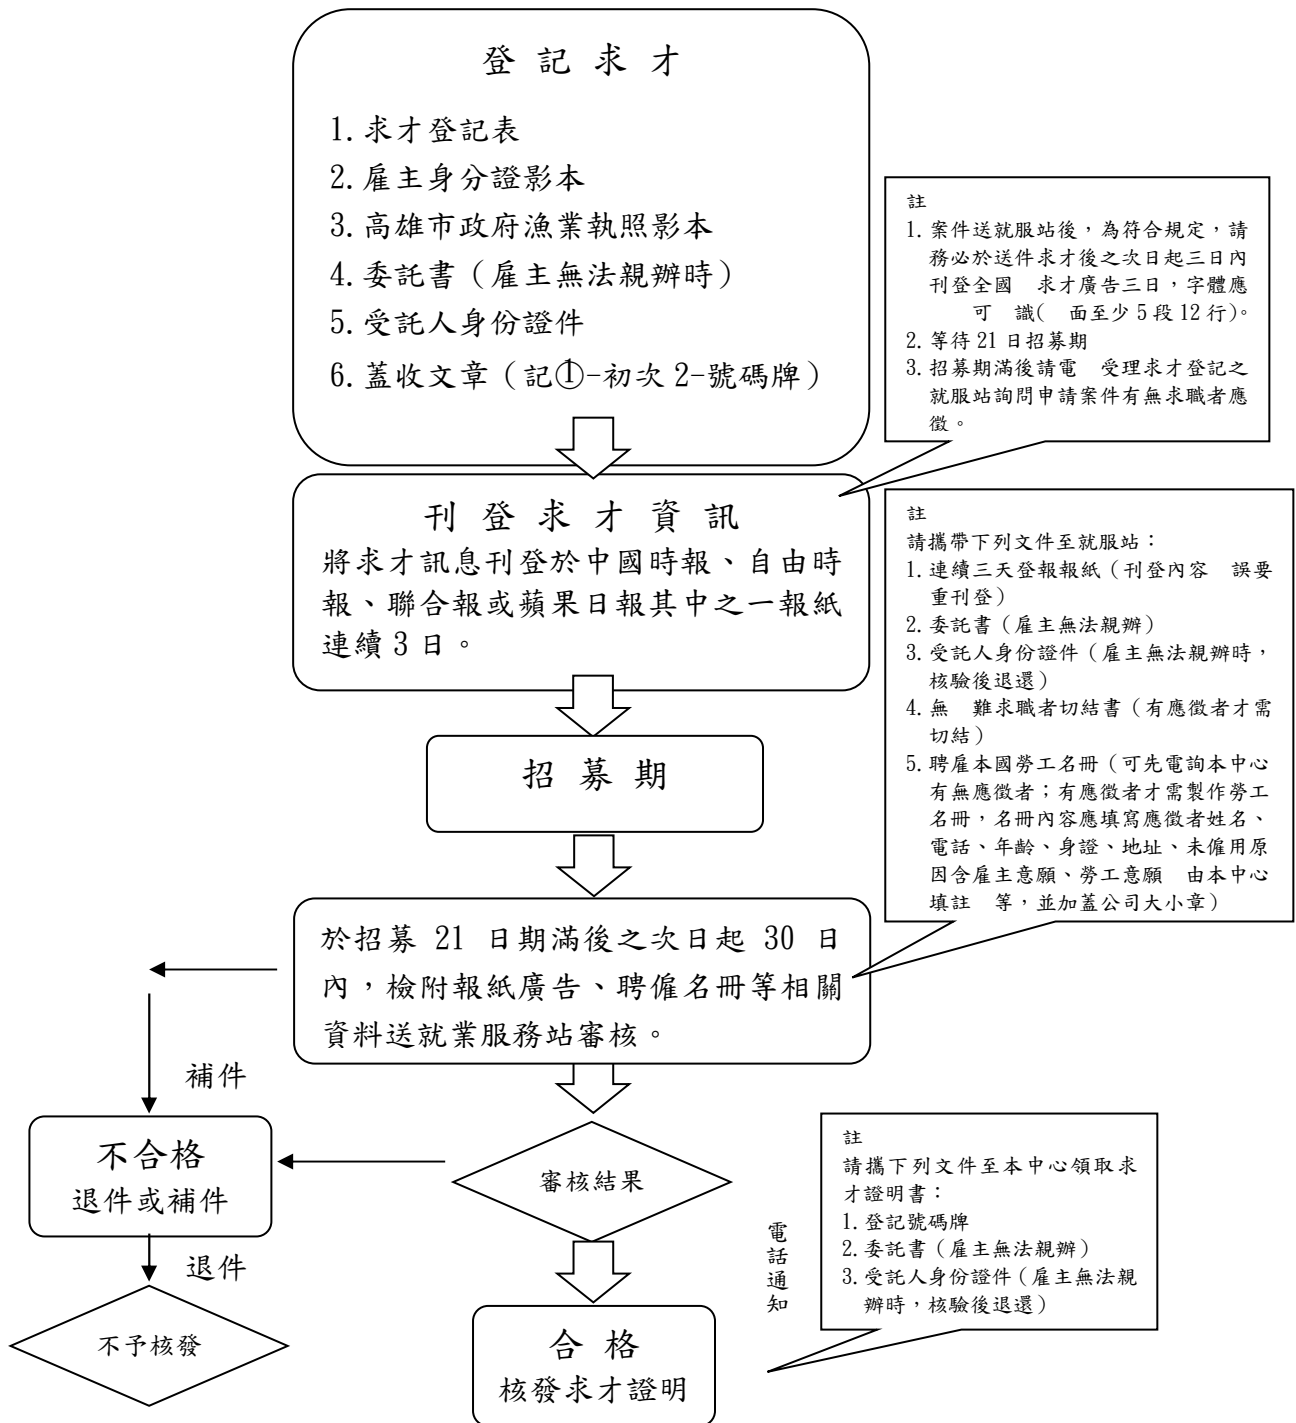 登記求才
1.求才登記表
2.雇主身分證影本
3.高雄市政府漁業執照影本
4.委託書（雇主無法親辦時）
5.受託人身份證件
6.蓋收文章（記①-初次2-號碼牌）
註
1.案件送就服站後，為符合規定，請
務必於送件求才後之次日起三日內
刊登全國 求才廣告三日，字體應
可 識( 面至少5段12行)。
2.等待21日招募期
3.招募期滿後請電 受理求才登記之
就服站詢問申請案件有無求職者應
徵。
刊登求才資訊
將求才訊息刊登於中國時報、自由時
報、聯合報或蘋果日報其中之一報紙
連續3日。
註
請攜帶下列文件至就服站：
1.連續三天登報報紙（刊登內容 誤要
重刊登）
2.委託書（雇主無法親辦）
3.受託人身份證件（雇主無法親辦時，
核驗後退還）
4.無 難求職者切結書（有應徵者才需
切結）
5.聘雇本國勞工名冊（可先電詢本中心
有無應徵者；有應徵者才需製作勞工
名冊，名冊內容應填寫應徵者姓名、
電話、年齡、身證、地址、未僱用原
因含雇主意願、勞工意願 由本中心
填註 等，並加蓋公司大小章）
招募期
於招募 21 日期滿後之次日起 30 日
內，檢附報紙廣告、聘僱名冊等相關
資料送就業服務站審核。
補件
不合格
退件或補件
審核結果
退件
不予核發
電話通知
註
請攜下列文件至本中心領取求
才證明書：
1.登記號碼牌
2.委託書（雇主無法親辦）
3.受託人身份證件（雇主無法親
辦時，核驗後退還）
合格
核發求才證明